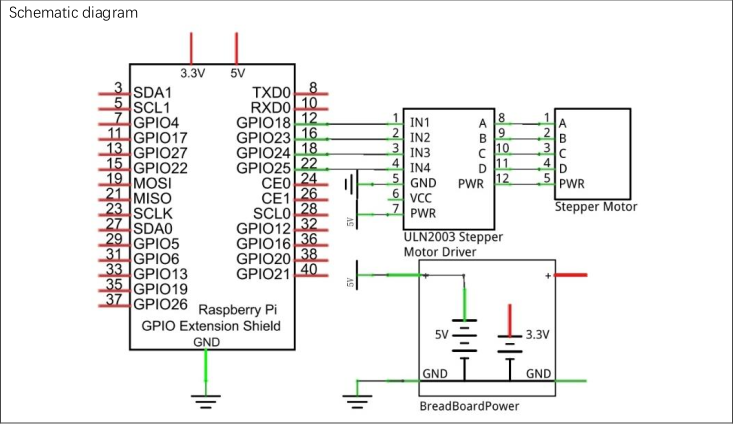 Schematic diagram
3.3V 5V
3 SDA1 TXD0 8
5 SCL1 RXD0 10
7 GPIO4 GPIO18 12
11 GPIO17 GPIO23 16
13 GPIO27 GPIO24 18
15 GPIO22 GPIO25 22
19 MOSI CE0 24
21 MISO CE1 26
23 SCLK SCL0 28
27 SDA0 GPIO12 32
29 GPIO5 GPIO16 36
31 GPIO6 GPIO20 38
33 GPIO13 GPIO21 40
35 GPIO19
37 GPIO26
Raspberry Pi
GPIO Extension Shield
GND
1 IN1 A 8
2 IN2 B 9
3 IN3 C 10
4 IN4 D 11
5 GND PWR 12
6 VCC
7 PWR
5V
ULN2003 Stepper
Motor Driver
1 A
2 B
3 C
4 D
5 PWR
Stepper Motor
5V
+ +
5V 3.3V
GND GND
BreadBoardPower